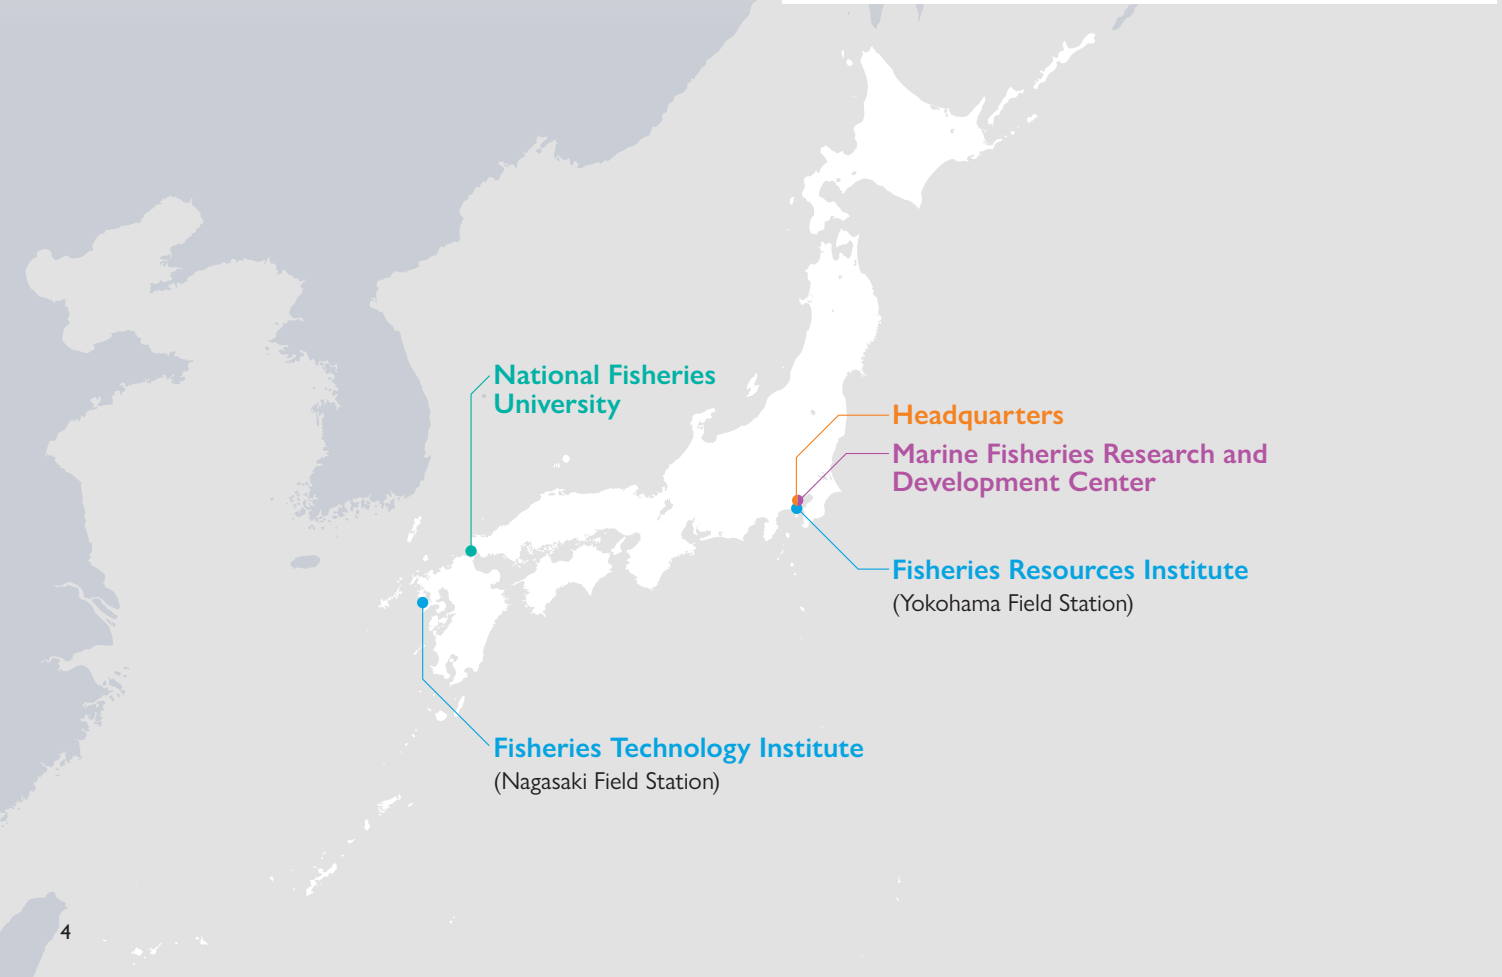 National Fisheries
University
Headquarters
Marine Fisheries Research and
Development Center
Fisheries Resources Institute
(Yokohama Field Station)
Fisheries Technology Institute
(Nagasaki Field Station)
4